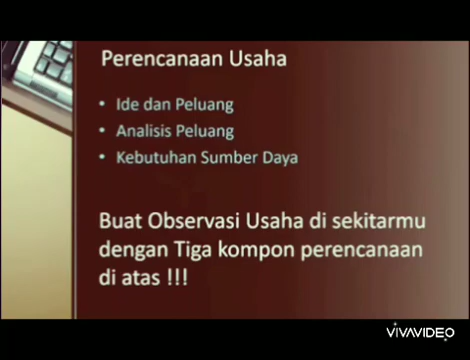 Perencanaan Usaha
• Ide dan Peluang
• Analisis Peluang
• Kebutuhan Sumber Daya
Buat Observasi Usaha di sekitarmu
dengan Tiga kompon perencanaan
di atas !!!
VIVAVIDEO